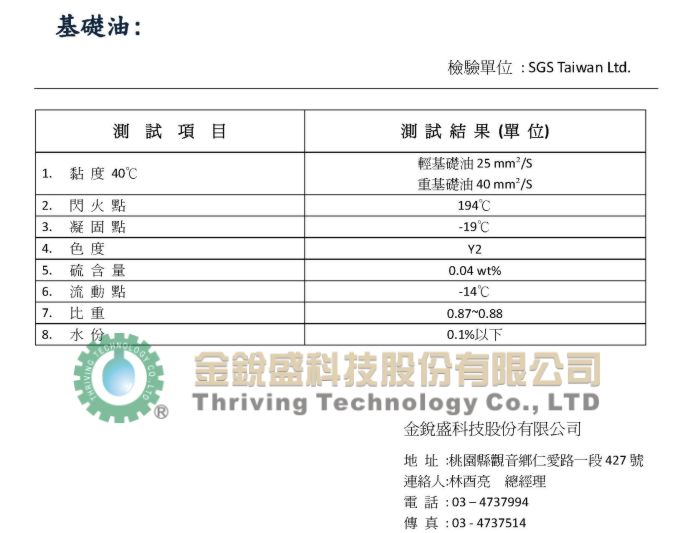 基礎油：
檢驗單位 : SGS Taiwan Ltd.
測 試 項 目 測 試 結 果 (單 位)
1. 黏 度 40℃ 輕基礎油 25 mm²/S
重基礎油 40 mm²/S
2. 閃 火 點 194℃
3. 凝 固 點 -19℃
4. 色 度 Y2
5. 硫 含 量 0.04 wt%
6. 流 動 點 -14℃
7. 比 重 0.87~0.88
8. 水 份 0.1%以下
THRIVING TECHNOLOGY CO., LTD
®
金銳盛科技股份有限公司
Thriving Technology Co., LTD
金銳盛科技股份有限公司
地 址 :桃園縣觀音鄉仁愛路一段 427 號
連絡人:林酉亮 總經理
電 話 : 03 – 4737994
傳 真 : 03 - 4737514